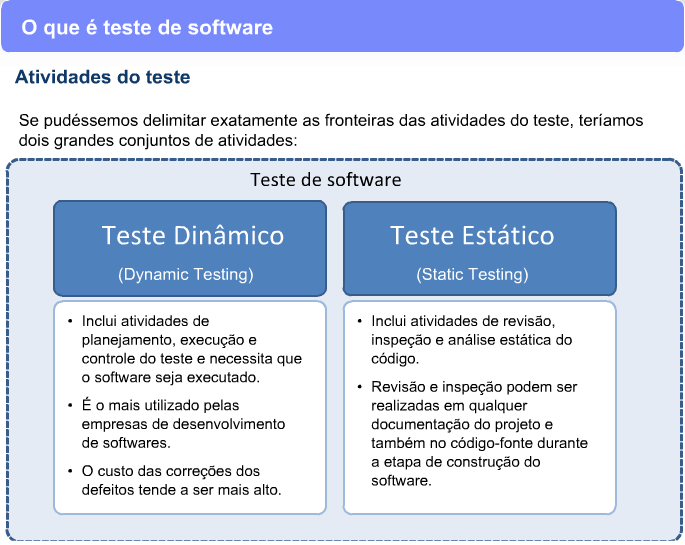 O que é teste de software
Atividades do teste
Se pudéssemos delimitar exatamente as fronteiras das atividades do teste, teríamos
dois grandes conjuntos de atividades:
Teste de software
Teste Dinâmico
(Dynamic Testing)
• Inclui atividades de
planejamento, execução e
controle do teste e necessita que
o software seja executado.
• É o mais utilizado pelas
empresas de desenvolvimento
de softwares.
• O custo das correções dos
defeitos tende a ser mais alto.
Teste Estático
(Static Testing)
• Inclui atividades de revisão,
inspeção e análise estática do
código.
• Revisão e inspeção podem ser
realizadas em qualquer
documentação do projeto e
também no código-fonte durante
a etapa de construção do
software.